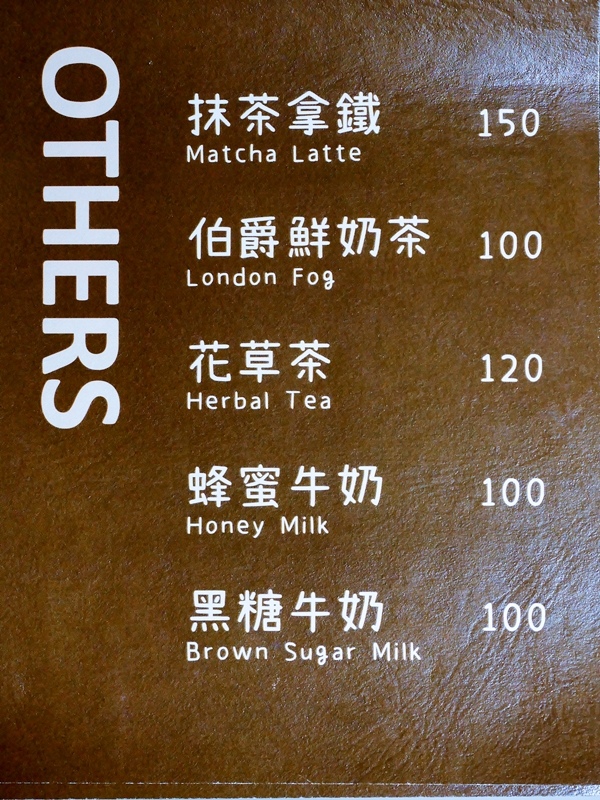 OTHERS
抹茶拿鐵 150
Matcha Latte
伯爵鮮奶茶 100
London Fog
花草茶 120
Herbal Tea
蜂蜜牛奶 100
Honey Milk
黑糖牛奶 100
Brown Sugar Milk